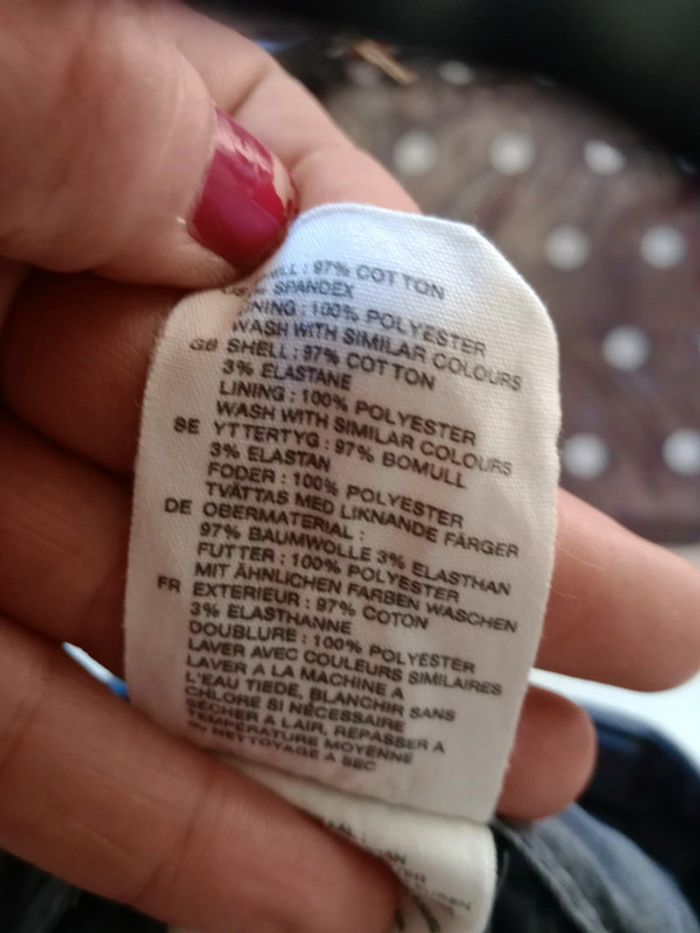 : 97% COTTON
SPANDEX
LINING : 100% POLYESTER
WASH WITH SIMILAR COLOURS
GB SHELL : 97% COTTON
3% ELASTANE
LINING : 100% POLYESTER
WASH WITH SIMILAR COLOURS
SE YTTERTYG : 97% BOMULL
3% ELASTAN
FODER : 100% POLYESTER
TVÄTTAS MED LIKNANDE FÄRGER
DE OBERMATERIAL :
97% BAUMWOLLE 3% ELASTHAN
FUTTER : 100% POLYESTER
MIT ÄHNLICHEN FARBEN WASCHEN
FR EXTERIEUR : 97% COTON
3% ELASTHANNE
DOUBLURE : 100% POLYESTER
LAVER AVEC COULEURS SIMILAIRES
LAVER A LA MACHINE A
L'EAU TIEDE, BLANCHIR SANS
CHLORE SI NÉCESSAIRE
SÉCHER A LAIR, REPASSER A
TEMPÉRATURE MOYENNE
NETTOYAGE A SEC